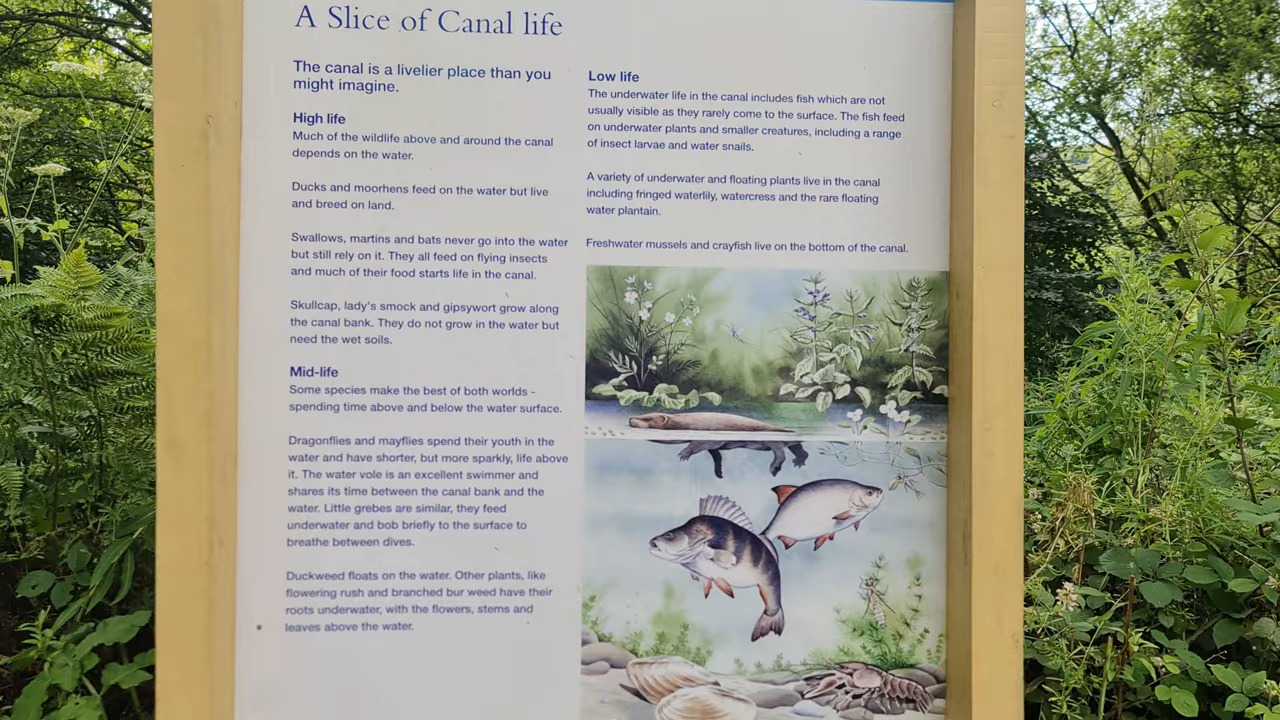 A Slice of Canal life
The canal is a livelier place than you
might imagine.
High life
Much of the wildlife above and around the canal
depends on the water.
Ducks and moorhens feed on the water but live
and breed on land.
Swallows, martins and bats never go into the water
but still rely on it. They all feed on flying insects
and much of their food starts life in the canal.
Skullcap, lady's smock and gipsywort grow along
the canal bank. They do not grow in the water but
need the wet soils.
Mid-life
Some species make the best of both worlds -
spending time above and below the water surface.
Dragonflies and mayflies spend their youth in the
water and have shorter, but more sparkly, life above
it. The water vole is an excellent swimmer and
shares its time between the canal bank and the
water. Little grebes are similar, they feed
underwater and bob briefly to the surface to
breathe between dives.
Duckweed floats on the water. Other plants, like
flowering rush and branched bur weed have their
roots underwater, with the flowers, stems and
leaves above the water.
Low life
The underwater life in the canal includes fish which are not
usually visible as they rarely come to the surface. The fish feed
on underwater plants and smaller creatures, including a range
of insect larvae and water snails.
A variety of underwater and floating plants live in the canal
including fringed waterlily, watercress and the rare floating
water plantain.
Freshwater mussels and crayfish live on the bottom of the canal.